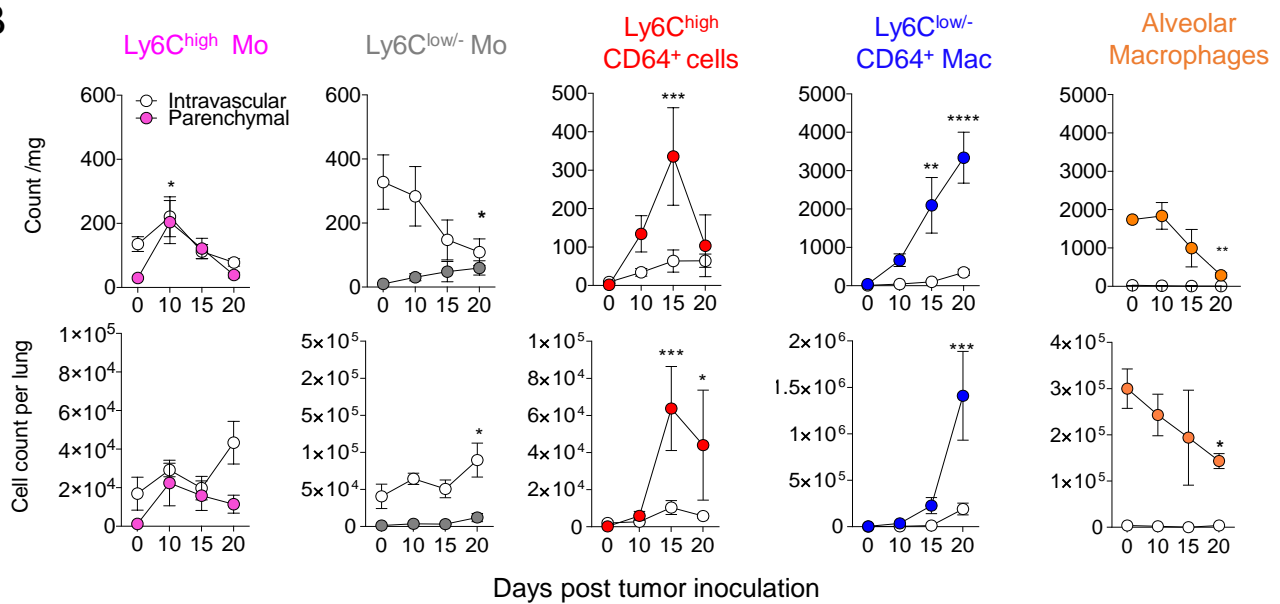 B
Ly6Chigh Mo
Ly6Clow/- Mo
Ly6Chigh
CD64+ cells
Ly6Clow/-
CD64+ Mac
Alveolar
Macrophages
Intravascular
Parenchymal
Count /mg
600
400
200
0
*
0 10 15 20
600
400
200
0
*
0 10 15 20
500
400
300
200
100
0
***
0 10 15 20
5000
4000
3000
2000
1000
0
**
****
0 10 15 20
5000
4000
3000
2000
1000
0
**
0 10 15 20
Cell count per lung
1×10⁵
8×10⁴
6×10⁴
4×10⁴
2×10⁴
0
0 10 15 20
5×10⁵
2×10⁵
5×10⁵
1×10⁵
5×10⁴
0
*
0 10 15 20
1×10⁵
8×10⁴
6×10⁴
4×10⁴
2×10⁴
0
***
*
0 10 15 20
2×10⁶
1.5×10⁶
1×10⁶
5×10⁵
0
***
0 10 15 20
4×10⁵
3×10⁵
2×10⁵
1×10⁵
0
*
0 10 15 20
Days post tumor inoculation